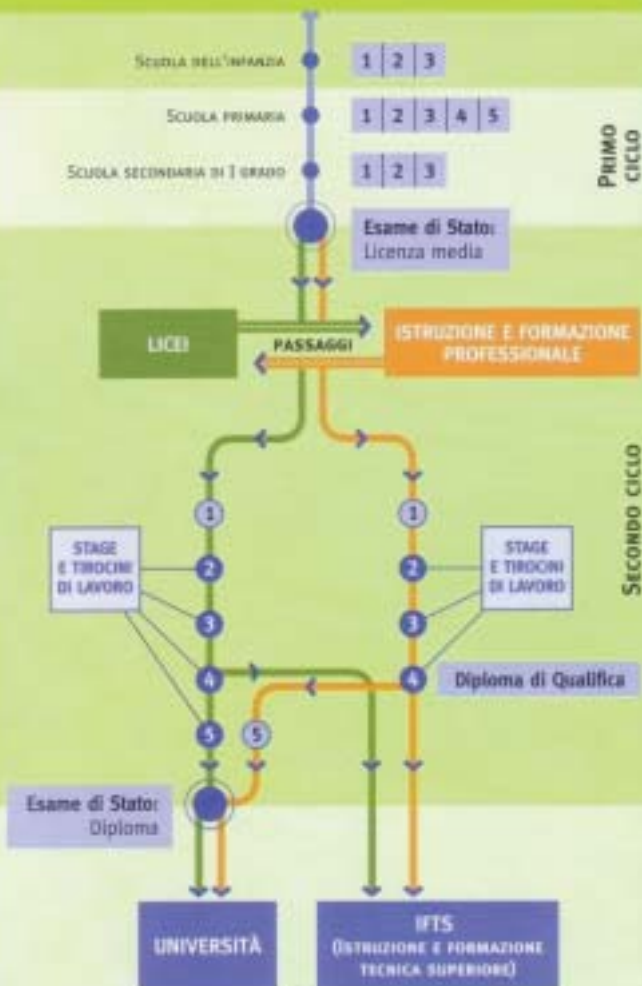 SCUOLA DELL'INFANZIA
1 2 3
SCUOLA PRIMARIA
1 2 3 4 5
SCUOLA SECONDARIA DI I GRADO
1 2 3
PRIMO
CICLO
Esame di Stato:
Licenza media
LICEI
PASSAGGI
ISTRUZIONE E FORMAZIONE
PROFESSIONALE
SECONDO CICLO
1
1
STAGE
E TIROCINI
DI LAVORO
2
2
STAGE
E TIROCINI
DI LAVORO
3
3
4
4
Diploma di Qualifica
5
5
Esame di Stato:
Diploma
UNIVERSITÀ
IFTS
(ISTRUZIONE E FORMAZIONE
TECNICA SUPERIORE)